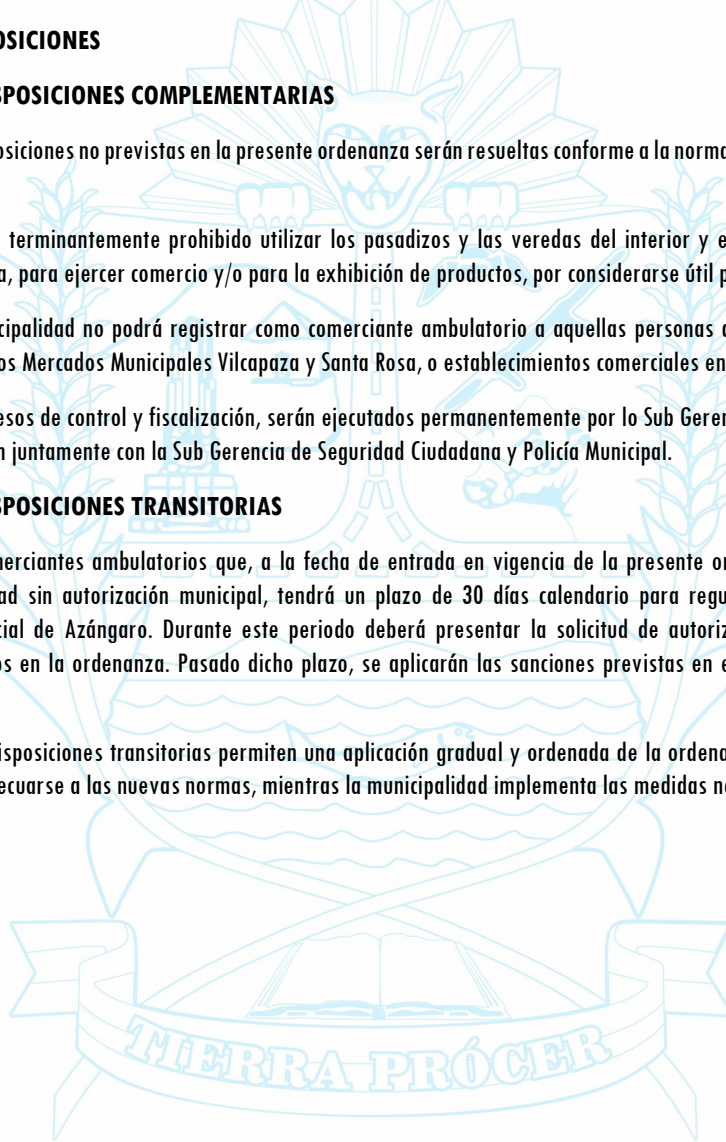 OSICIONES
SPOSICIONES COMPLEMENTARIAS
osiciones no previstas en la presente ordenanza serán resueltas conforme a la norma
terminantemente prohibido utilizar los pasadizos y las veredas del interior y e
a, para ejercer comercio y/o para la exhibición de productos, por considerarse útil p
cipalidad no podrá registrar como comerciante ambulatorio a aquellas personas
os Mercados Municipales Vilcapaza y Santa Rosa, o establecimientos comerciales en
esos de control y fiscalización, serán ejecutados permanentemente por lo Sub Geren
n juntamente con la Sub Gerencia de Seguridad Ciudadana y Policía Municipal.
SPOSICIONES TRANSITORIAS
merciantes ambulatorios que, a la fecha de entrada en vigencia de la presente or
ad sin autorización municipal, tendrá un plazo de 30 días calendario para regu
cial de Azángaro. Durante este periodo deberá presentar la solicitud de autoriz
os en la ordenanza. Pasado dicho plazo, se aplicarán las sanciones previstas en e
isposiciones transitorias permiten una aplicación gradual y ordenada de la ordena
ecuarse a las nuevas normas, mientras la municipalidad implemente las medidas n
TIERRA PRÓCER